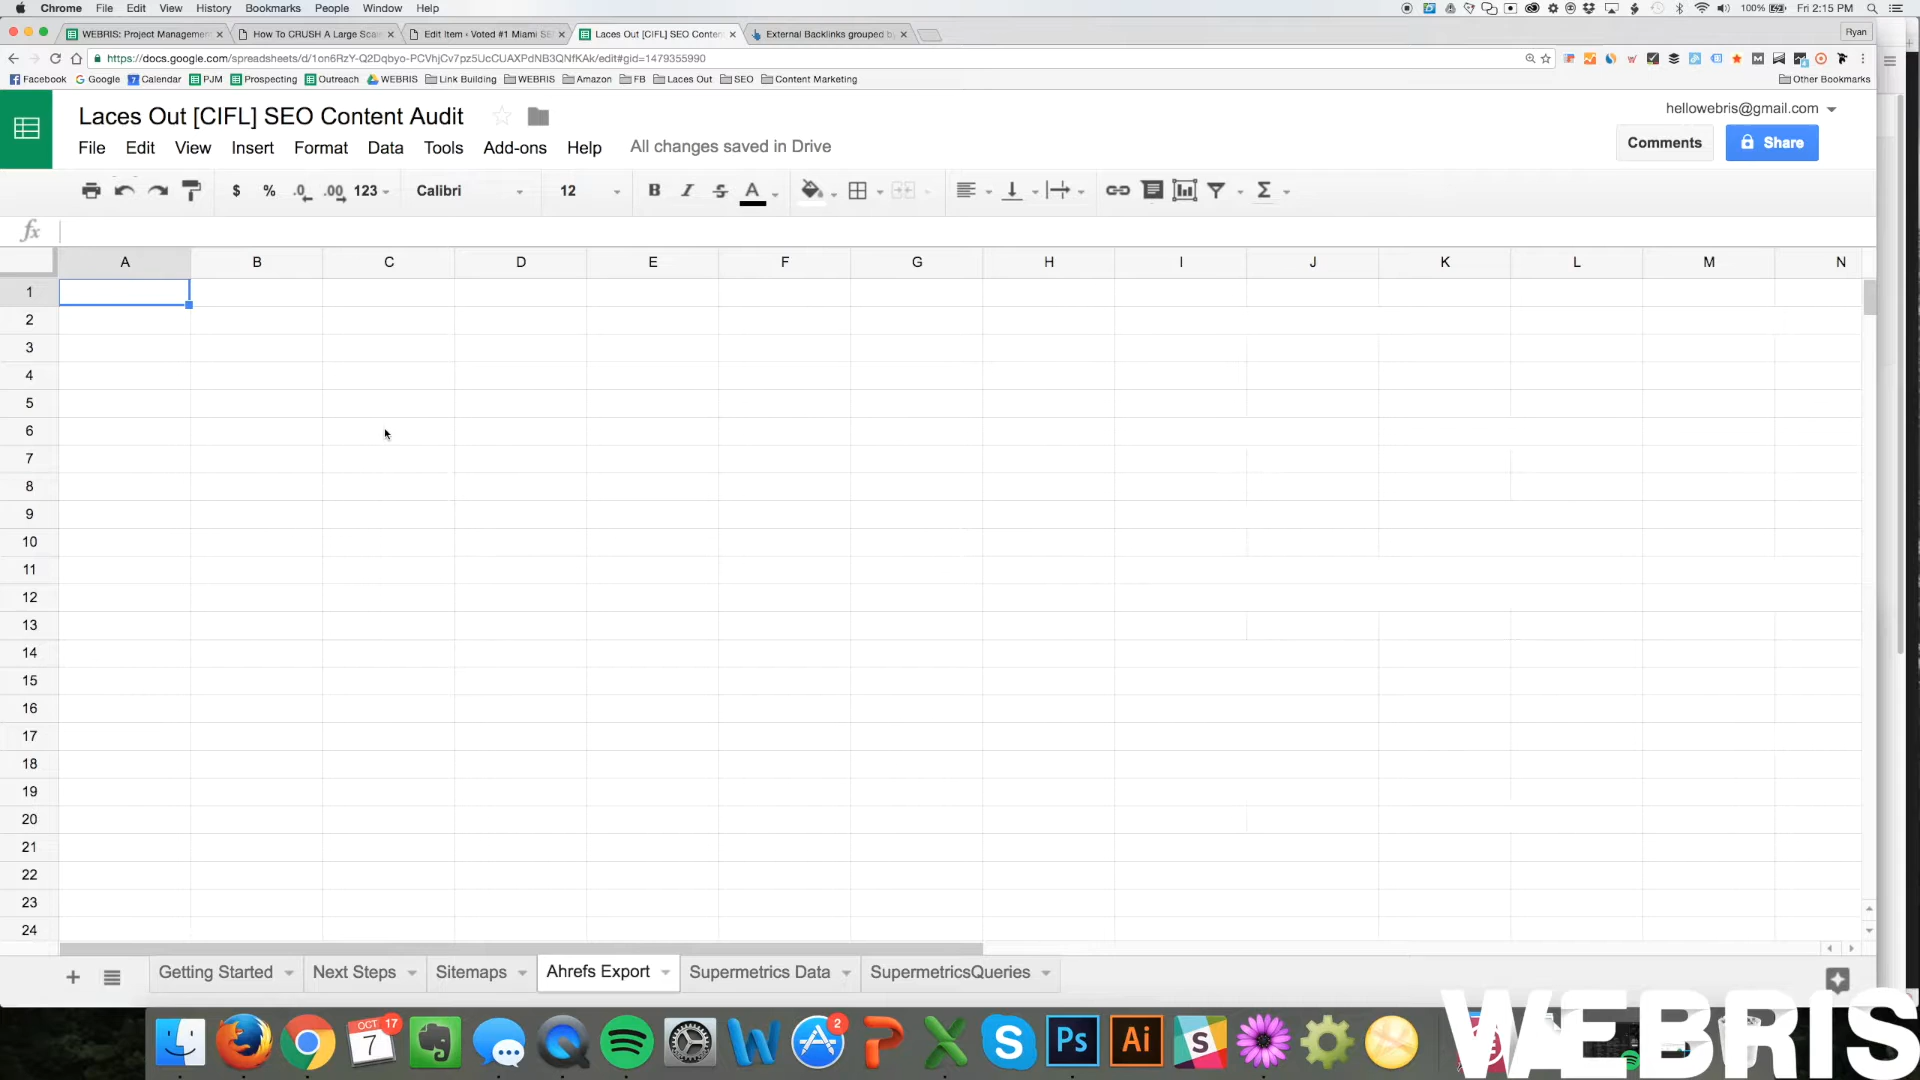 Chrome File Edit View History Bookmarks People Window Help 100% Fri 2:15 PM
WEBRIS: Project Management How To CRUSH A Large Sca Edit Item ‹ Voted #1 Miami SE Laces Out [CIFL] SEO Content External Backlinks grouped b Ryan
https://docs.google.com/spreadsheets/d/1on6RzY-Q2Dqbyo-PCVhjCv7pz5UcCUAXPdNB3QNfKAk/edit#gid=1479355990
Facebook Google Calendar PJM Prospecting Outreach WEBRIS Link Building WEBRIS Amazon FB Laces Out SEO Content Marketing Other Bookmarks
Laces Out [CIFL] SEO Content Audit
hellowebris@gmail.com
File Edit View Insert Format Data Tools Add-ons Help All changes saved in Drive
Comments Share
$ % .0 .00 123 Calibri 12 B I S A Σ
fx
A B C D E F G H I J K L M N
1
2
3
4
5
6
7
8
9
10
11
12
13
14
15
16
17
18
19
20
21
22
23
24
+ Getting Started Next Steps Sitemaps Ahrefs Export Supermetrics Data SupermetricsQueries
OCT 17
7
2
W P X S Ps Ai S
WEBRIS